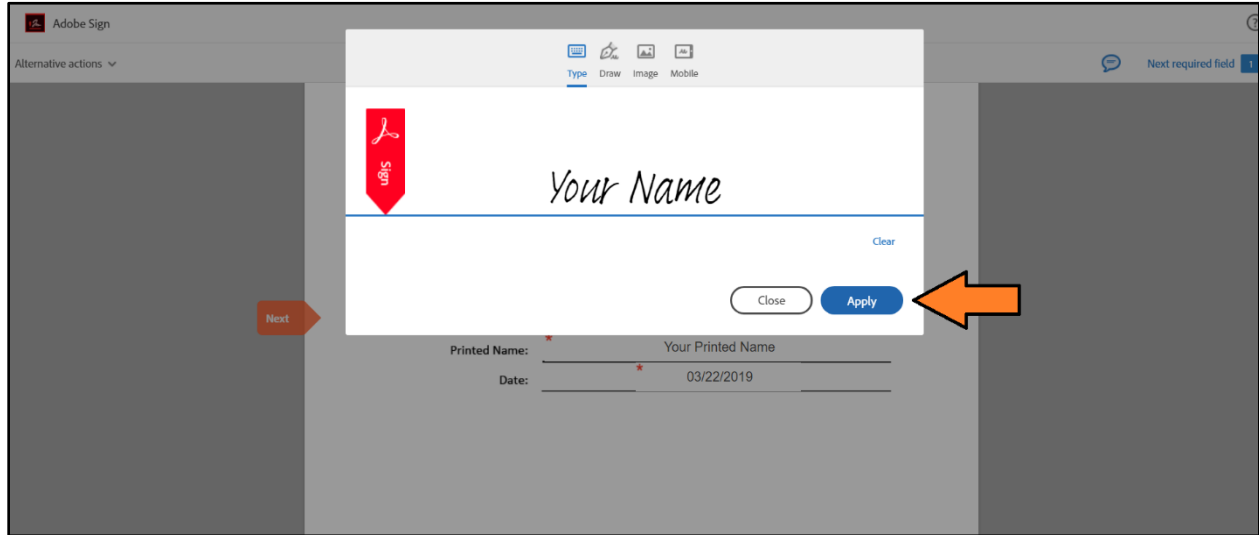 Adobe Sign
Alternative actions
Next required field 1
Type Draw Image Mobile
Sign
Your Name
Clear
Close Apply
Next
Printed Name: * Your Printed Name
Date: * 03/22/2019